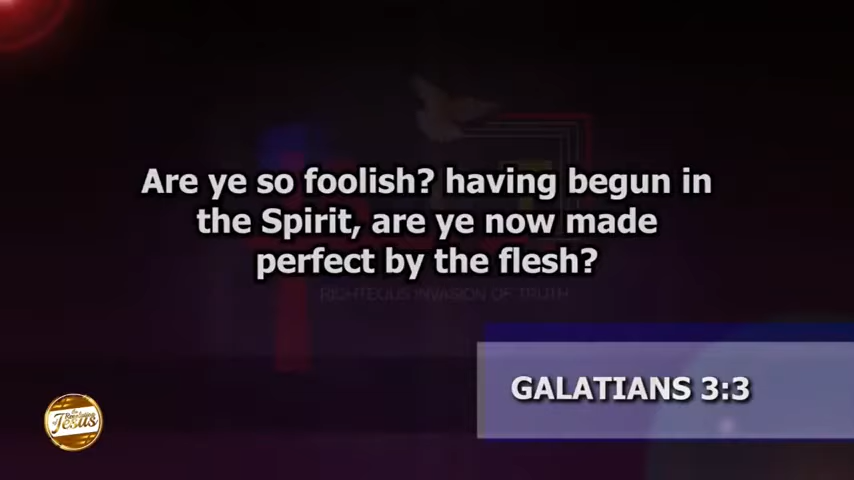 Are ye so foolish? having begun in
the Spirit, are ye now made
perfect by the flesh?
RIGHTEOUS INVASION OF TRUTH
GALATIANS 3:3
Jesus